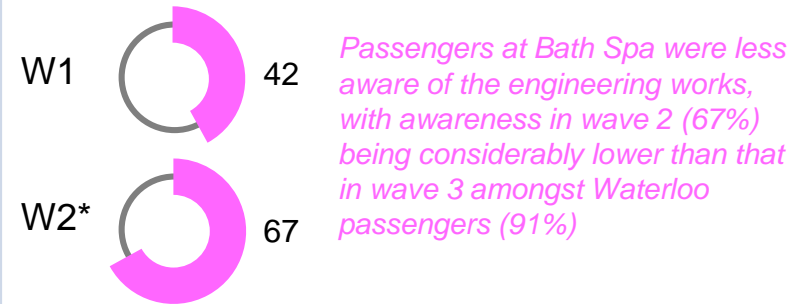 W1
42
W2*
67
Passengers at Bath Spa were less
aware of the engineering works,
with awareness in wave 2 (67%)
being considerably lower than that
in wave 3 amongst Waterloo
passengers (91%)